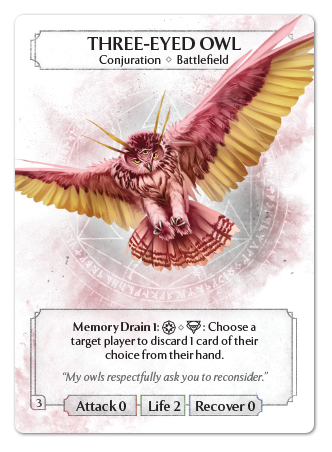 THREE-EYED OWL
Conjuration ⋄ Battlefield
Memory Drain 1: ⋄ : Choose a
target player to discard 1 card of their
choice from their hand.
“My owls respectfully ask you to reconsider.”
3 Attack 0 Life 2 Recover 0